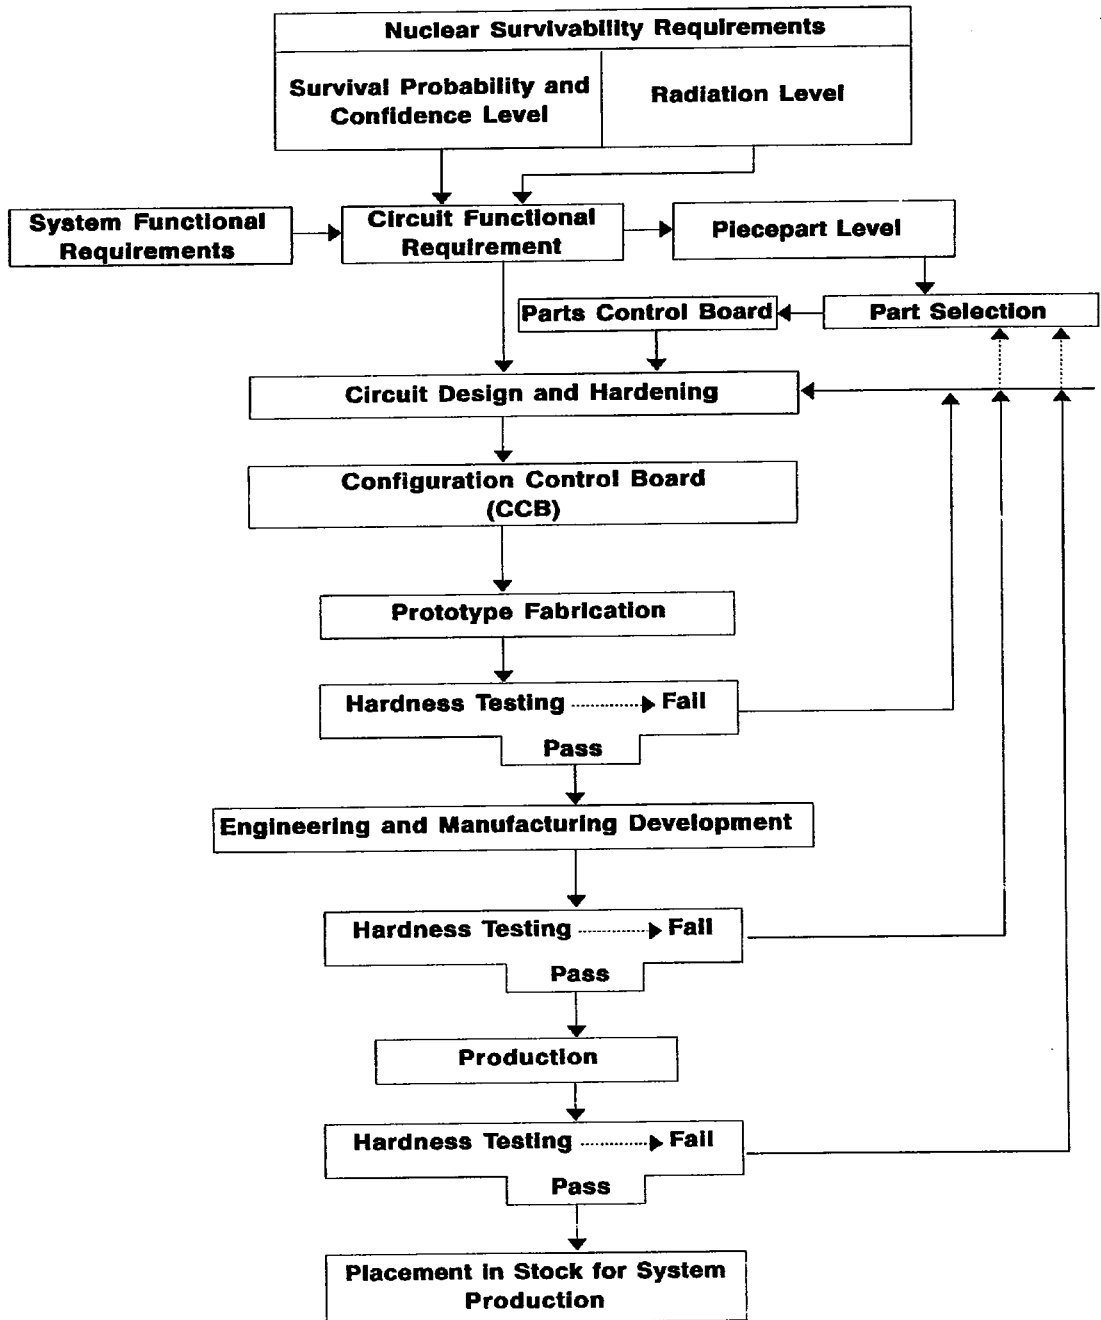 Nuclear Survivability Requirements
Survival Probability and
Confidence Level
Radiation Level
System Functional
Requirements
Circuit Functional
Requirement
Piecepart Level
Parts Control Board
Part Selection
Circuit Design and Hardening
Configuration Control Board
(CCB)
Prototype Fabrication
Hardness Testing Fail
Pass
Engineering and Manufacturing Development
Hardness Testing Fail
Pass
Production
Hardness Testing Fail
Pass
Placement in Stock for System
Production